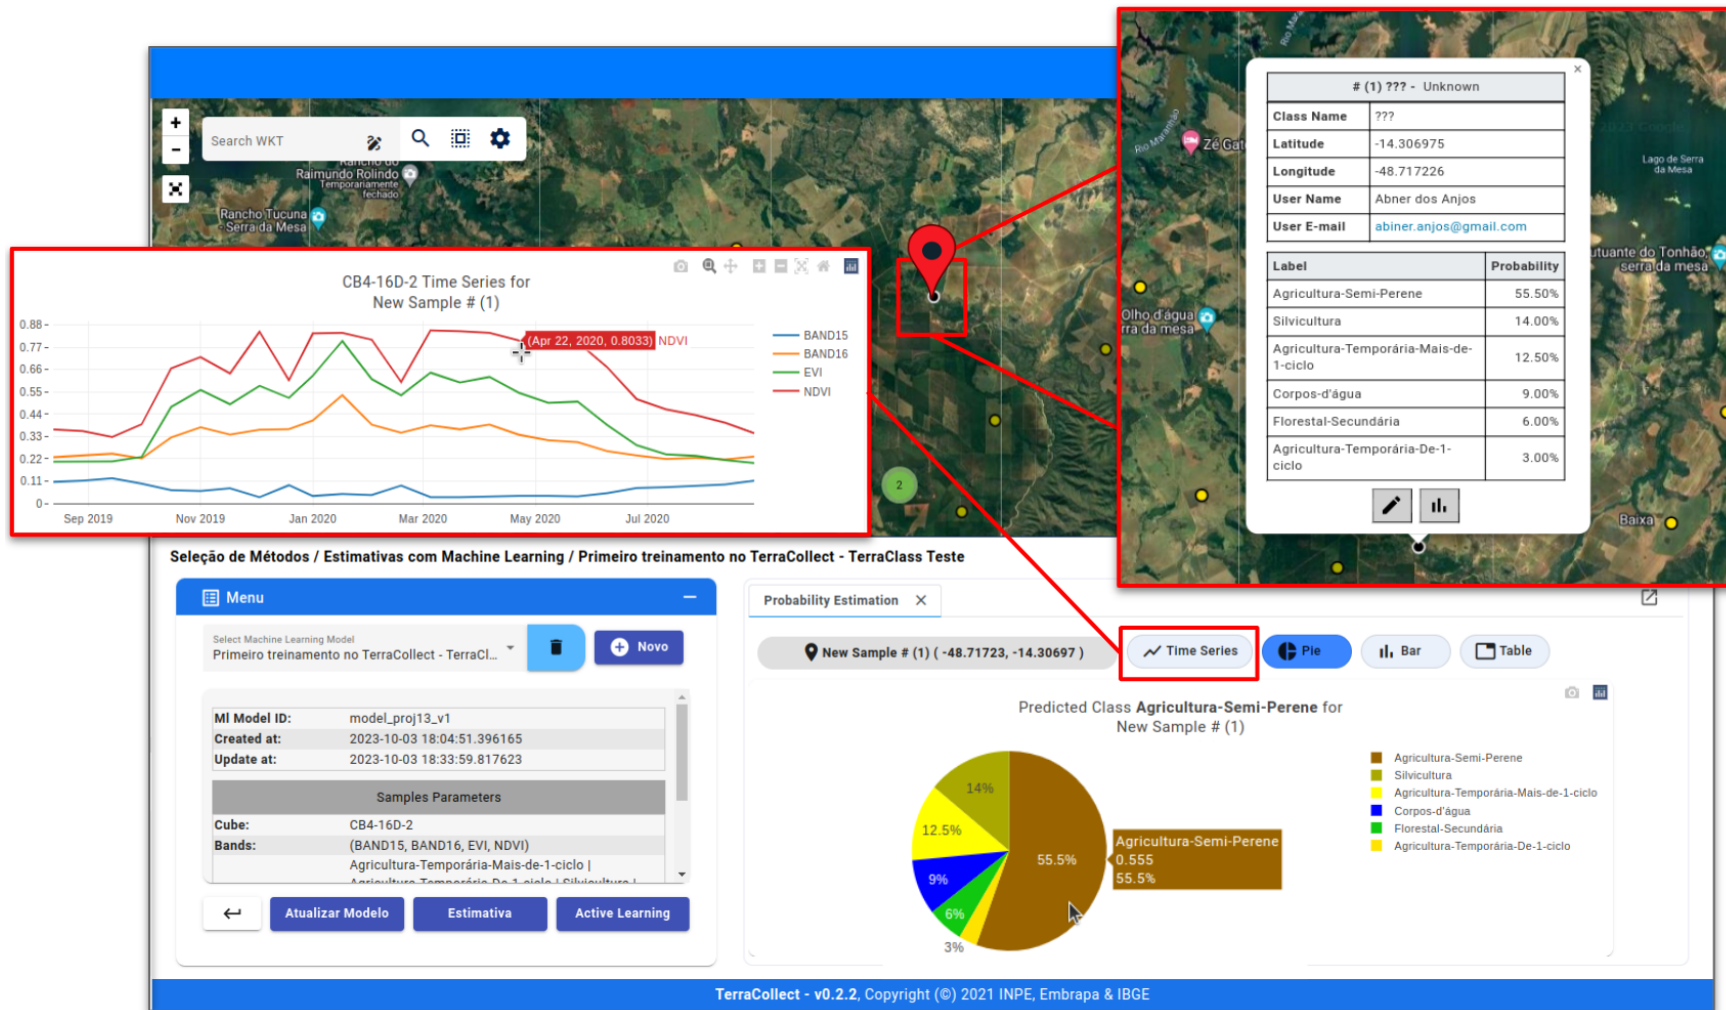 Search WKT
Rancho do
Raimundo Rolindo
Temporariamente
fechado
Rancho Tucuna
- Serra da Mesa
CB4-16D-2 Time Series for
New Sample # (1)
0.88
0.77
0.66
0.55
0.44
0.33
0.22
0.11
0
Sep 2019
Nov 2019
Jan 2020
Mar 2020
May 2020
Jul 2020
(Apr 22, 2020, 0.8033) NDVI
BAND15
BAND16
EVI
NDVI
2
Rio Maranhão
Zé Gat
Olho d'água
rra da mesa
Lago de Serra
da Mesa
utuante do Tonhão,
serra da mesa
Baixa
×
# (1) ??? - Unknown
Class Name ???
Latitude -14.306975
Longitude -48.717226
User Name Abner dos Anjos
User E-mail abiner.anjos@gmail.com
Label Probability
Agricultura-Semi-Perene 55.50%
Silvicultura 14.00%
Agricultura-Temporária-Mais-de-
1-ciclo 12.50%
Corpos-d'água 9.00%
Florestal-Secundária 6.00%
Agricultura-Temporária-De-1-
ciclo 3.00%
Seleção de Métodos / Estimativas com Machine Learning / Primeiro treinamento no TerraCollect - TerraClass Teste
Menu
Select Machine Learning Model
Primeiro treinamento no TerraCollect - TerraCl...
Novo
Ml Model ID: model_proj13_v1
Created at: 2023-10-03 18:04:51.396165
Update at: 2023-10-03 18:33:59.817623
Samples Parameters
Cube: CB4-16D-2
Bands: (BAND15, BAND16, EVI, NDVI)
Agricultura-Temporária-Mais-de-1-ciclo |
Agricultura-Temporária-De-1-ciclo | Silvicultura |
Atualizar Modelo
Estimativa
Active Learning
Probability Estimation
New Sample # (1) ( -48.71723, -14.30697 )
Time Series
Pie
Bar
Table
Predicted Class Agricultura-Semi-Perene for
New Sample # (1)
14%
12.5%
9%
6%
3%
55.5%
Agricultura-Semi-Perene
0.555
55.5%
Agricultura-Semi-Perene
Silvicultura
Agricultura-Temporária-Mais-de-1-ciclo
Corpos-d'água
Florestal-Secundária
Agricultura-Temporária-De-1-ciclo
TerraCollect - v0.2.2, Copyright (©) 2021 INPE, Embrapa & IBGE